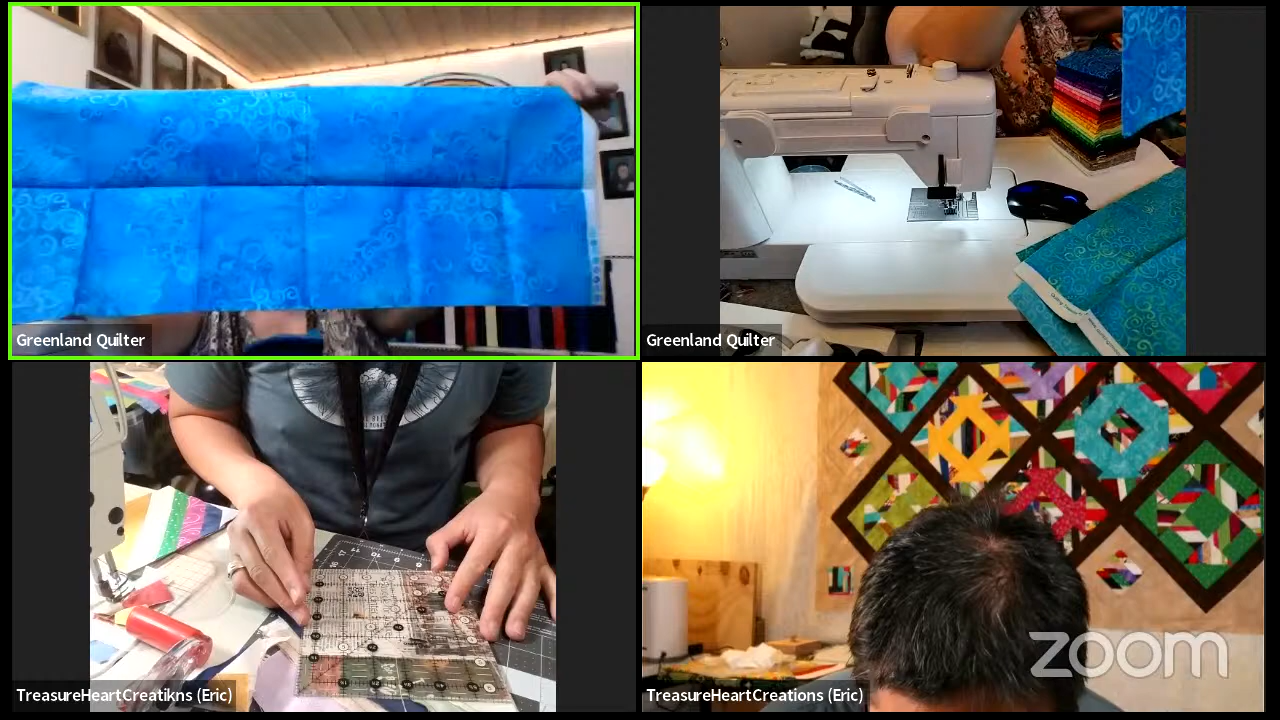 Greenland Quilter
Greenland Quilter
TreasureHeartCreatikns (Eric)
TreasureHeartCreations (Eric)
zoom